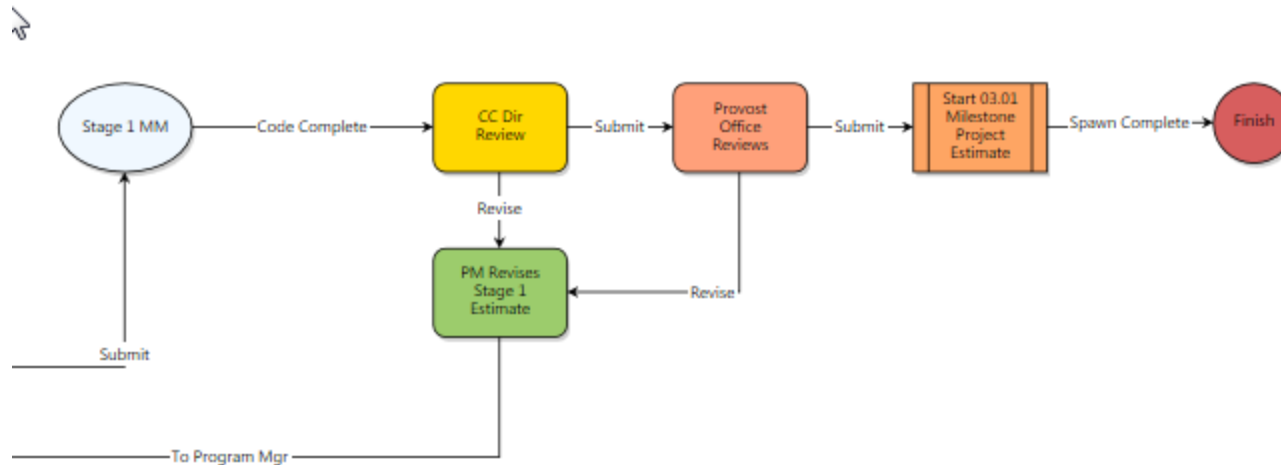 Stage 1 MM
Code Complete
CC Dir
Review
Submit
Provost
Office
Reviews
Submit
Start 03.01
Milestone
Project
Estimate
Spawn Complete
Finish
Revise
PM Revises
Stage 1
Estimate
Revise
Submit
To Program Mgr